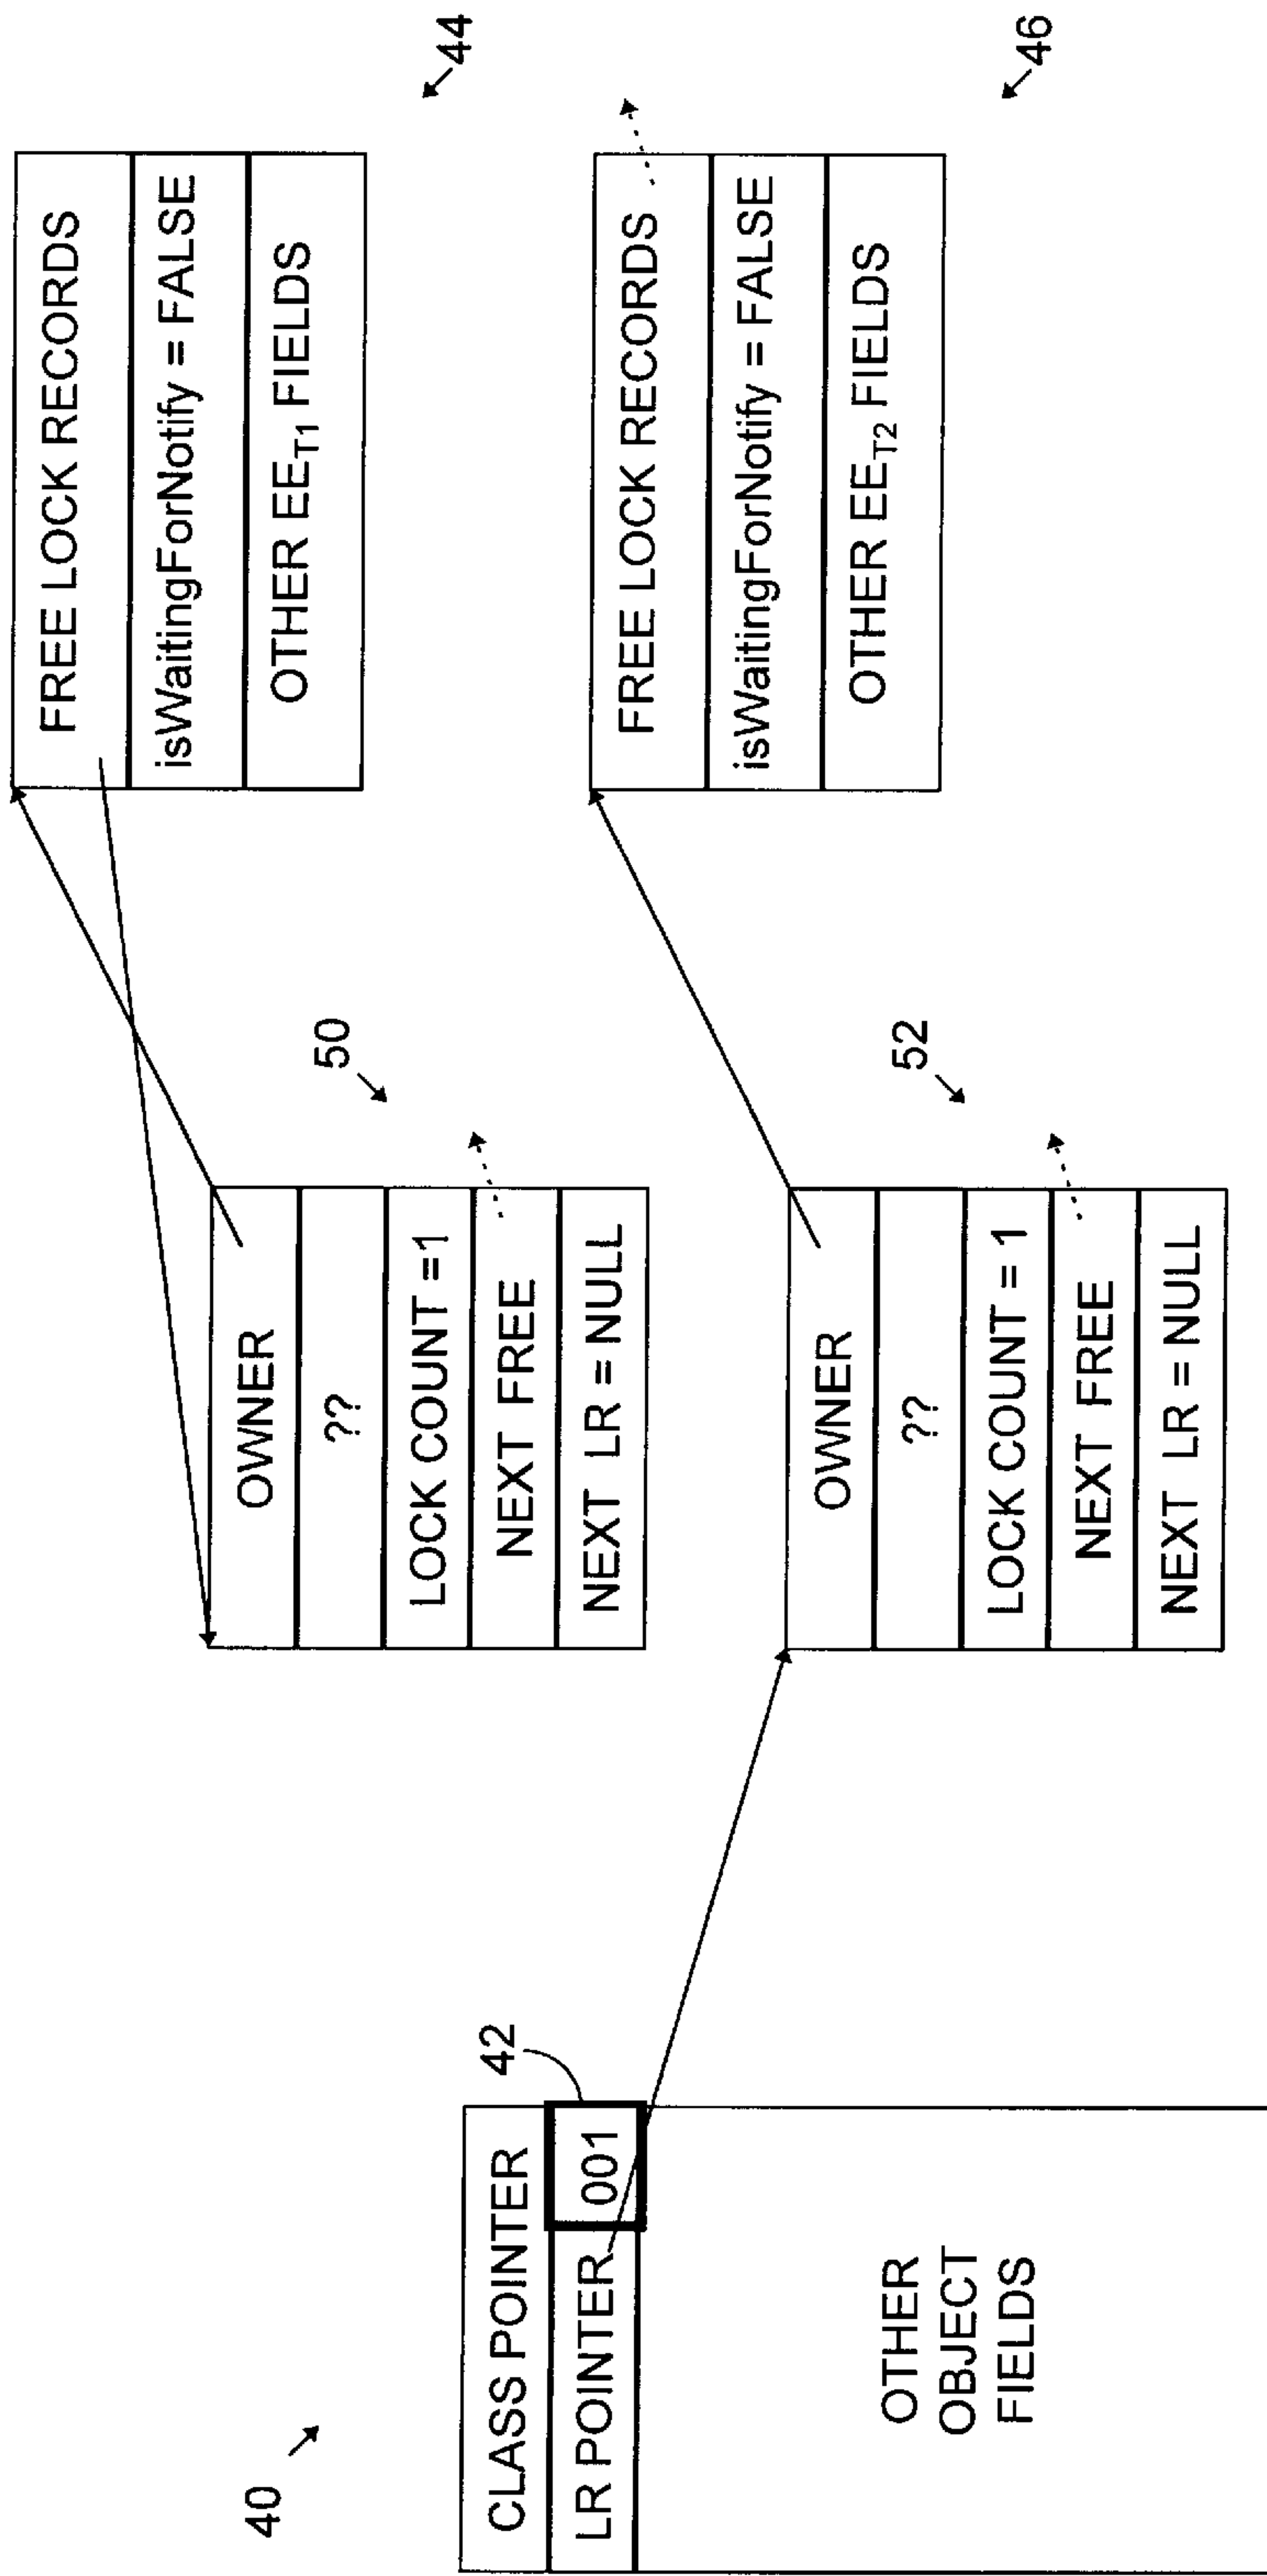 40
CLASS POINTER
LR POINTER 001
42
OTHER
OBJECT
FIELDS
50
OWNER
??
LOCK COUNT =1
NEXT FREE
NEXT LR = NULL
52
OWNER
??
LOCK COUNT = 1
NEXT FREE
NEXT LR = NULL
44
FREE LOCK RECORDS
isWaitingForNotify = FALSE
OTHER EET1 FIELDS
46
FREE LOCK RECORDS
isWaitingForNotify = FALSE
OTHER EET2 FIELDS